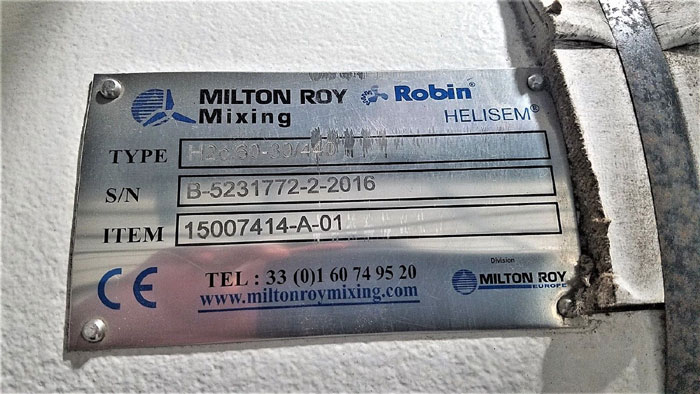 MILTON ROY Robin®
Mixing HELISEM®
TYPE
S/N B-5231772-2-2016
ITEM 15007414-A-01
CE TEL : 33 (0)1 60 74 95 20
www.miltonroymixing.com
Division
MILTON ROY
EUROPE